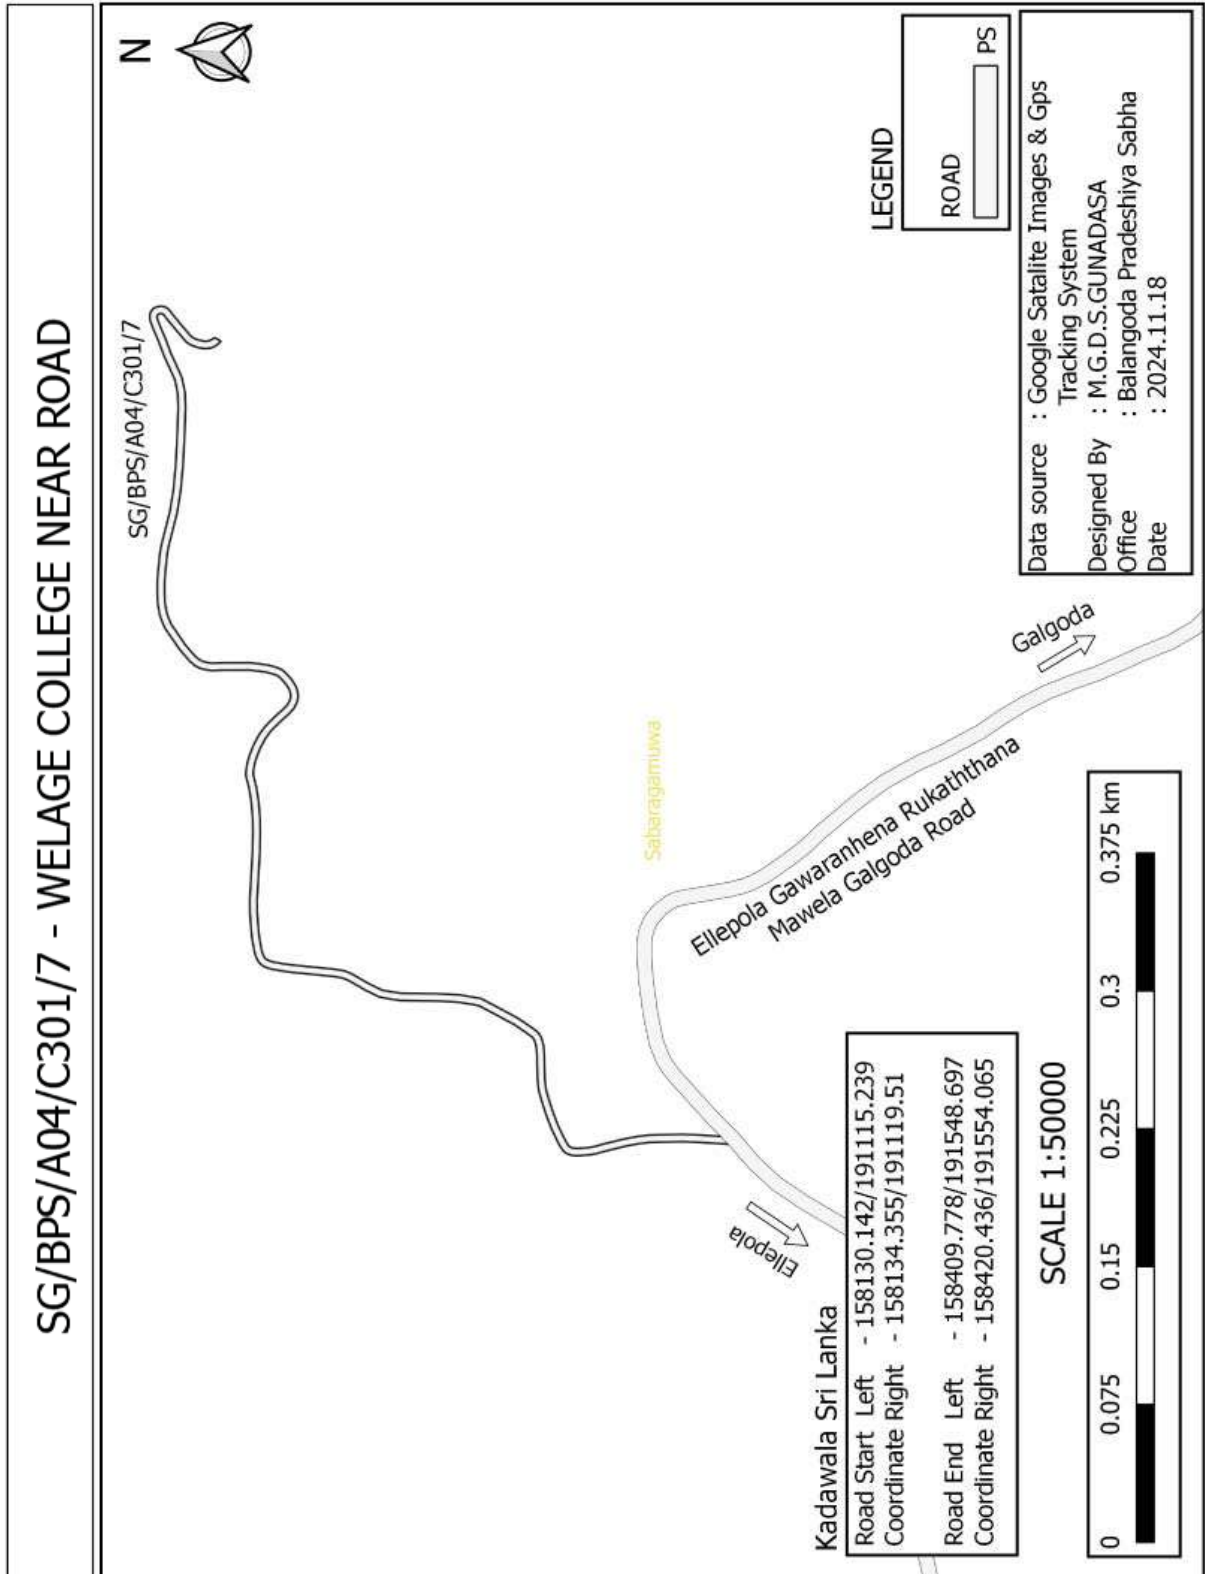 SG/BPS/A04/C301/7 - WELAGE COLLEGE NEAR ROAD
N
SG/BPS/A04/C301/7
Sabaragamuwa
Ellepola
Ellepola Gawaranhena Rukaththana
Mawela Galgoda Road
Galgoda
LEGEND
ROAD
PS
Kadawala Sri Lanka
Road Start Left - 158130.142/191115.239
Coordinate Right - 158134.355/191119.51
Road End Left - 158409.778/191548.697
Coordinate Right - 158420.436/191554.065
SCALE 1:50000
0 0.075 0.15 0.225 0.3 0.375 km
Data source : Google Satalite Images & Gps
Tracking System
Designed By : M.G.D.S.GUNADASA
Office : Balangoda Pradeshiya Sabha
Date : 2024.11.18